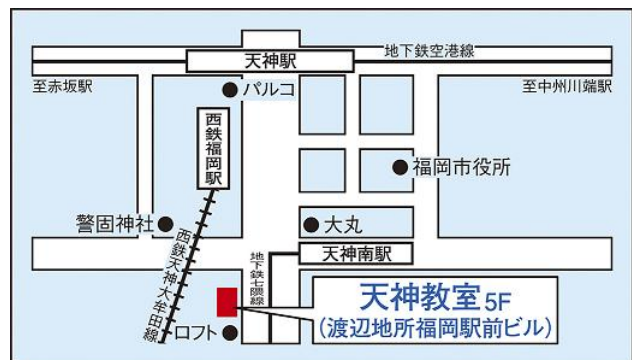 地下鉄空港線
天神駅
至赤坂駅
至中州川端駅
パルコ
西鉄福岡駅
福岡市役所
警固神社
大丸
西鉄天神大牟田線
地下鉄七隈線
天神南駅
天神教室5F
(渡辺地所福岡駅前ビル)
ロフト